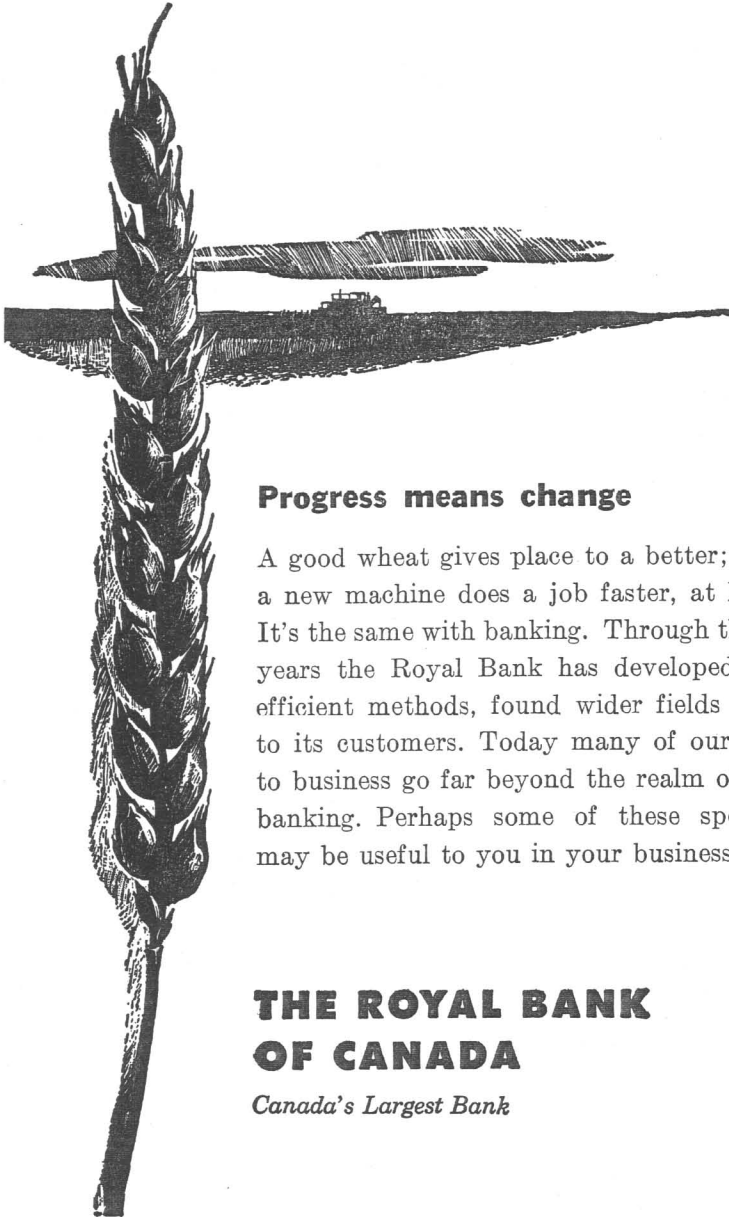 Progress means change
A good wheat gives place to a better;
a new machine does a job faster, at
It's the same with banking. Through
years the Royal Bank has developed
efficient methods, found wider fields
to its customers. Today many of our
to business go far beyond the realm
banking. Perhaps some of these
may be useful to you in your business
THE ROYAL BANK
OF CANADA
Canada's Largest Bank